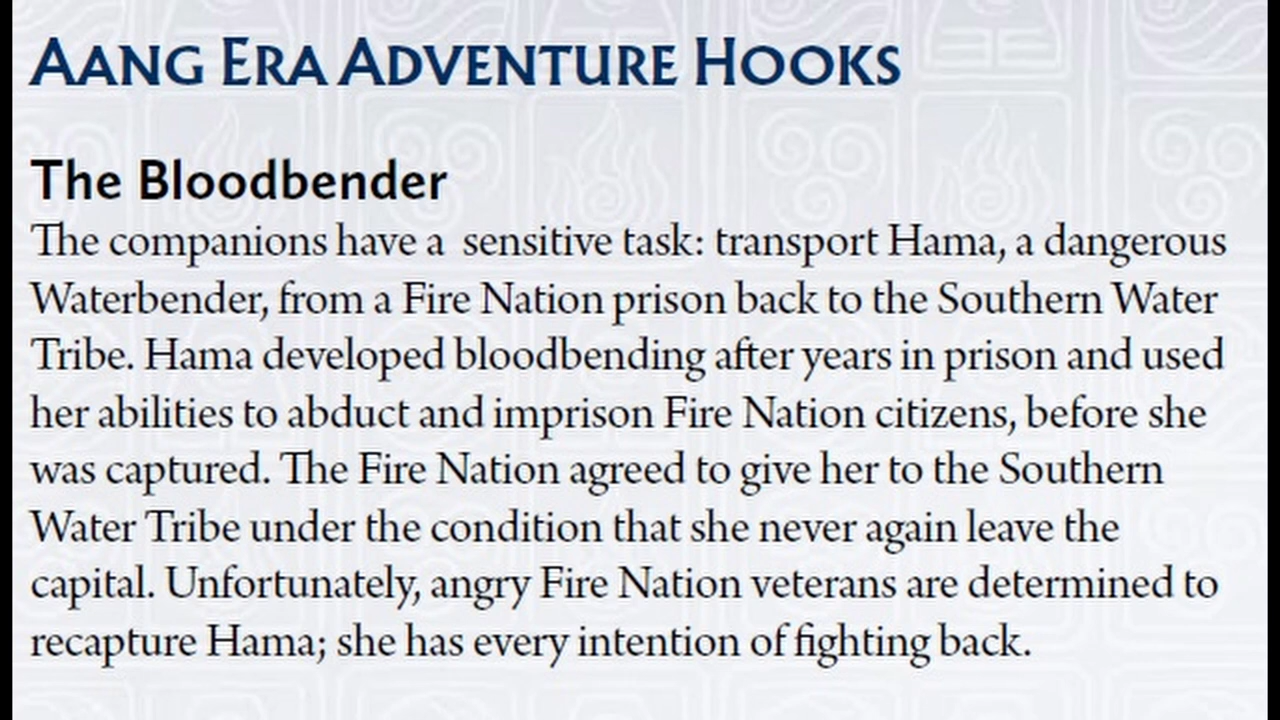 Aang Era Adventure Hooks
The Bloodbender
The companions have a  sensitive task: transport Hama, a dangerous
Waterbender, from a Fire Nation prison back to the Southern Water
Tribe. Hama developed bloodbending after years in prison and used
her abilities to abduct and imprison Fire Nation citizens, before she
was captured. The Fire Nation agreed to give her to the Southern
Water Tribe under the condition that she never again leave the
capital. Unfortunately, angry Fire Nation veterans are determined to
recapture Hama; she has every intention of fighting back.